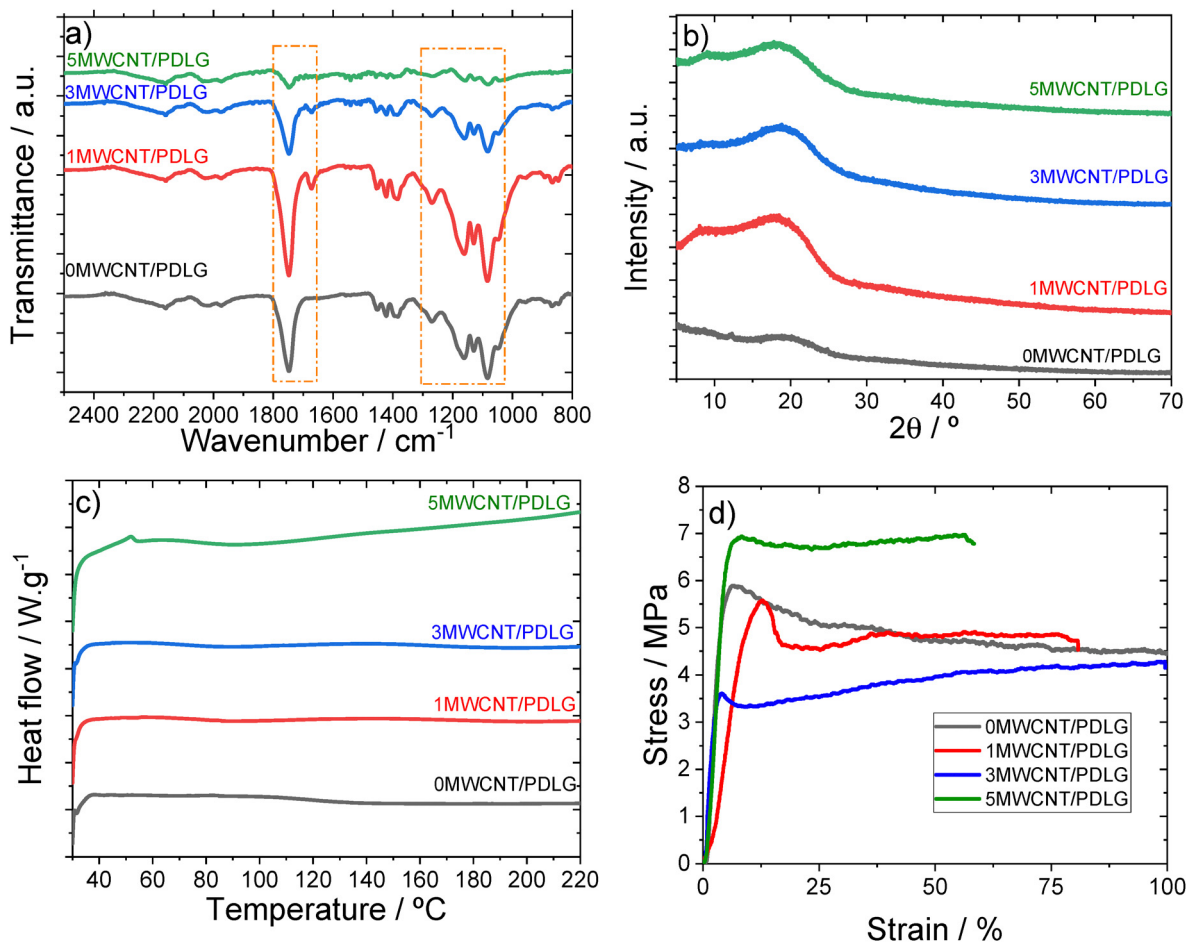 a)
5MWCNT/PDLG
3MWCNT/PDLG
1MWCNT/PDLG
0MWCNT/PDLG
Transmittance / a.u.
2400 2200 2000 1800 1600 1400 1200 1000 800
Wavenumber / cm⁻¹
b)
5MWCNT/PDLG
3MWCNT/PDLG
1MWCNT/PDLG
0MWCNT/PDLG
Intensity / a.u.
10 20 30 40 50 60 70
2θ / º
c)
5MWCNT/PDLG
3MWCNT/PDLG
1MWCNT/PDLG
0MWCNT/PDLG
Heat flow / W.g⁻¹
40 60 80 100 120 140 160 180 200 220
Temperature / ºC
d)
8
7
6
5
4
3
2
1
0
Stress / MPa
0MWCNT/PDLG
1MWCNT/PDLG
3MWCNT/PDLG
5MWCNT/PDLG
0 25 50 75 100
Strain / %